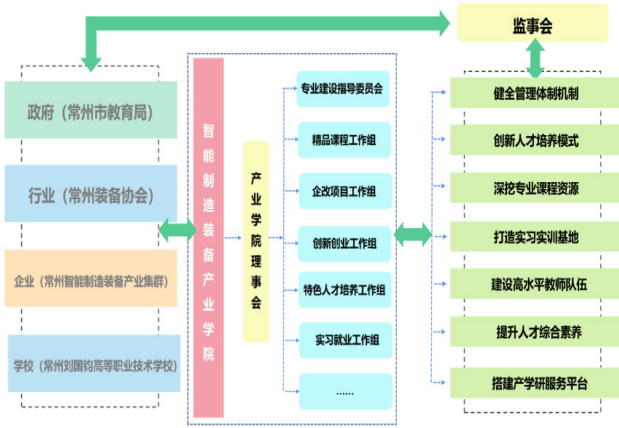 监事会
政府（常州市教育局）
行业（常州装备协会）
企业（常州智能制造装备产业集群）
学校（常州刘国钧高等职业技术学校）
智能制造装备产业学院
产业学院理事会
专业建设指导委员会
精品课程工作组
企改项目工作组
创新创业工作组
特色人才培养工作组
实习就业工作组
......
健全管理体制机制
创新人才培养模式
深挖专业课程资源
打造实习实训基地
建设高水平教师队伍
提升人才综合素养
搭建产学研服务平台